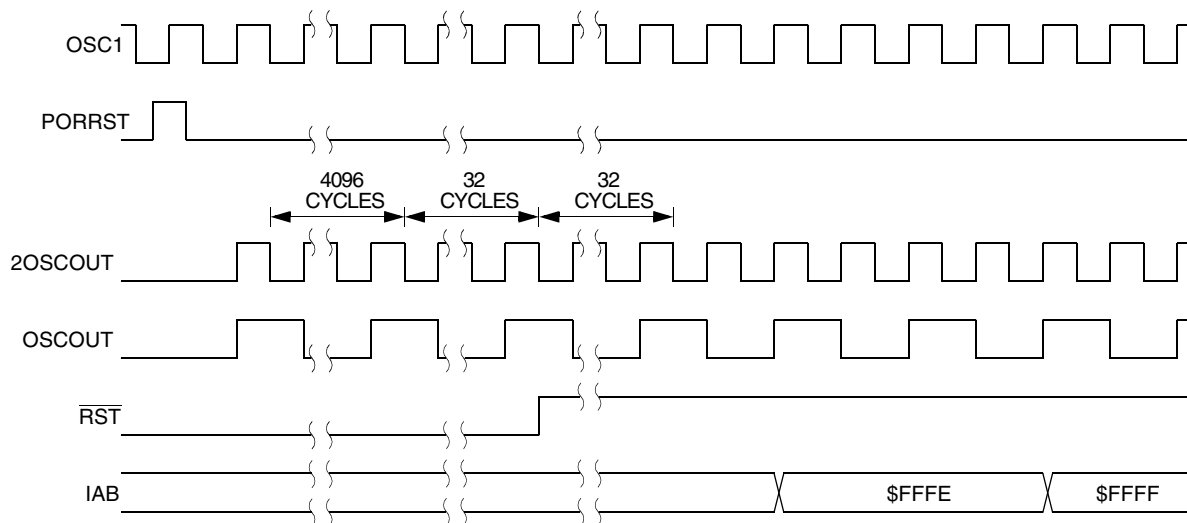 OSC1
PORRST
4096
CYCLES
32
CYCLES
32
CYCLES
2OSCOUT
OSCOUT
RST
IAB
$FFFE
$FFFF